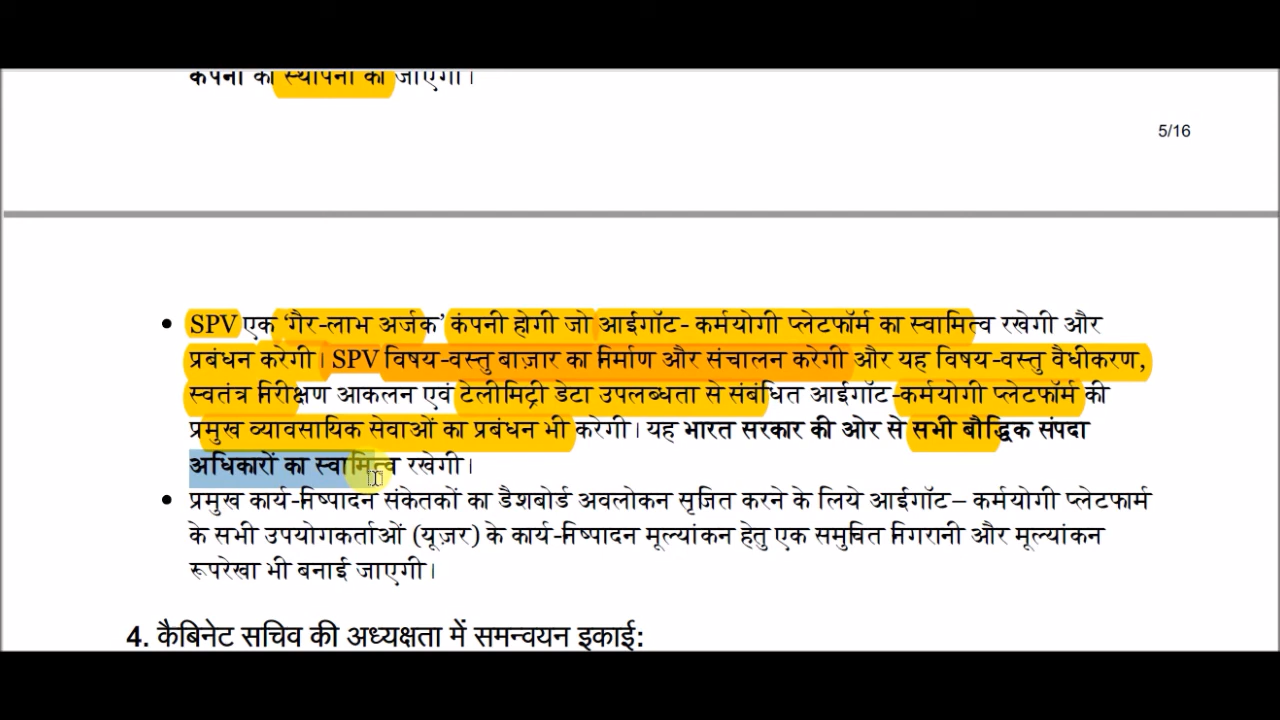 कंपनी की स्थापना की जाएगी।
5/16
• SPV एक ‘गैर-लाभ अर्जक’ कंपनी होगी जो आईगॉट- कर्मयोगी प्लेटफॉर्म का स्वामित्व रखेगी और
प्रबंधन करेगी। SPV विषय-वस्तु बाज़ार का निर्माण और संचालन करेगी और यह विषय-वस्तु वैधीकरण,
स्वतंत्र निरीक्षण आकलन एवं टेलीमिट्री डेटा उपलब्धता से संबंधित आईगॉट-कर्मयोगी प्लेटफॉर्म की
प्रमुख व्यावसायिक सेवाओं का प्रबंधन भी करेगी। यह भारत सरकार की ओर से सभी बौद्धिक संपदा
अधिकारों का स्वामित्व रखेगी।
• प्रमुख कार्य-निष्पादन संकेतकों का डैशबोर्ड अवलोकन सृजित करने के लिये आईगॉट– कर्मयोगी प्लेटफार्म
के सभी उपयोगकर्ताओं (यूज़र) के कार्य-निष्पादन मूल्यांकन हेतु एक समुचित निगरानी और मूल्यांकन
रूपरेखा भी बनाई जाएगी।
4. कैबिनेट सचिव की अध्यक्षता में समन्वयन इकाई: